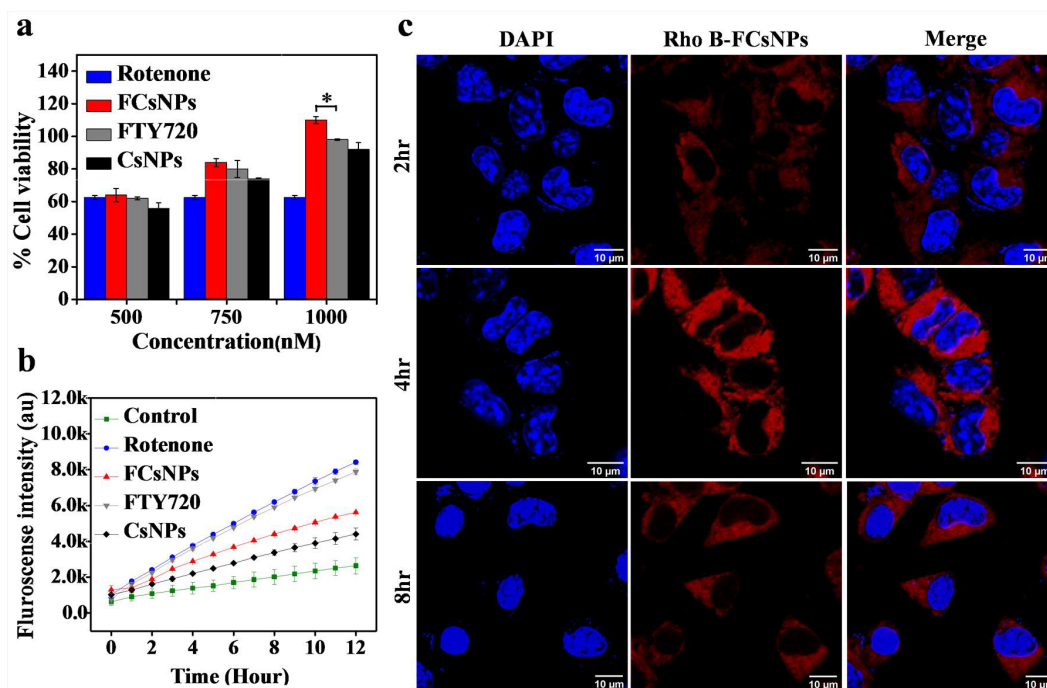 a
% Cell viability
140
120
100
80
60
40
20
0
Rotenone
FCsNPs
FTY720
CsNPs
*
500 750 1000
Concentration(nM)
b
Fluroscense Intensity (au)
12.0k
10.0k
8.0k
6.0k
4.0k
2.0k
0.0
Control
Rotenone
FCsNPs
FTY720
CsNPs
0 2 4 6 8 10 12
Time (Hour)
c
DAPI Rho B-FCsNPs Merge
2hr
10 µm 10 µm 10 µm
4hr
10 µm 10 µm 10 µm
8hr
10 µm 10 µm 10 µm